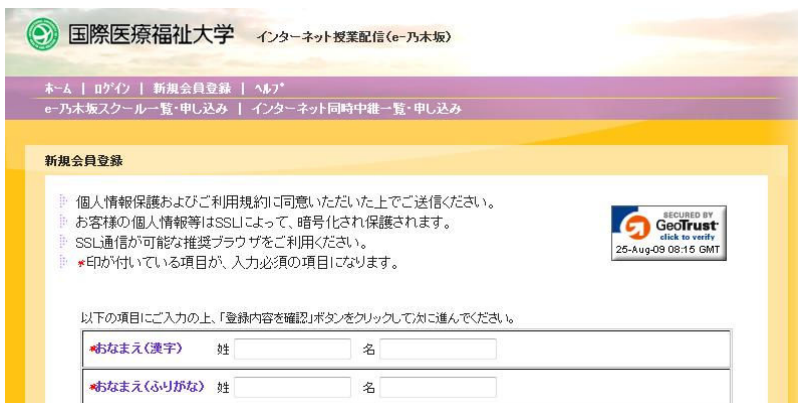 国際医療福祉大学 インターネット授業配信(e-乃木坂)
ホーム | ログイン | 新規会員登録 | ヘルプ
e-乃木坂スクール一覧・申し込み | インターネット同時中継一覧・申し込み
新規会員登録
個人情報保護およびご利用規約に同意いただいた上でご送信ください。
お客様の個人情報等はSSLによって、暗号化され保護されます。
SSL通信が可能な推奨ブラウザをご利用ください。
*印が付いている項目が、入力必須の項目になります。
SECURED BY
GeoTrust
click to verify
25-Aug-09 08:15 GMT
以下の項目にご入力の上、「登録内容を確認」ボタンをクリックして次に進んでください。
*おなまえ(漢字) 姓 名
*おなまえ(ふりがな) 姓 名